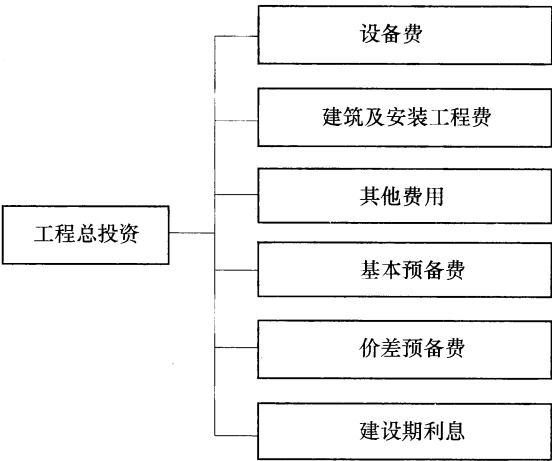 工程总投资
设备费
建筑及安装工程费
其他费用
基本预备费
价差预备费
建设期利息